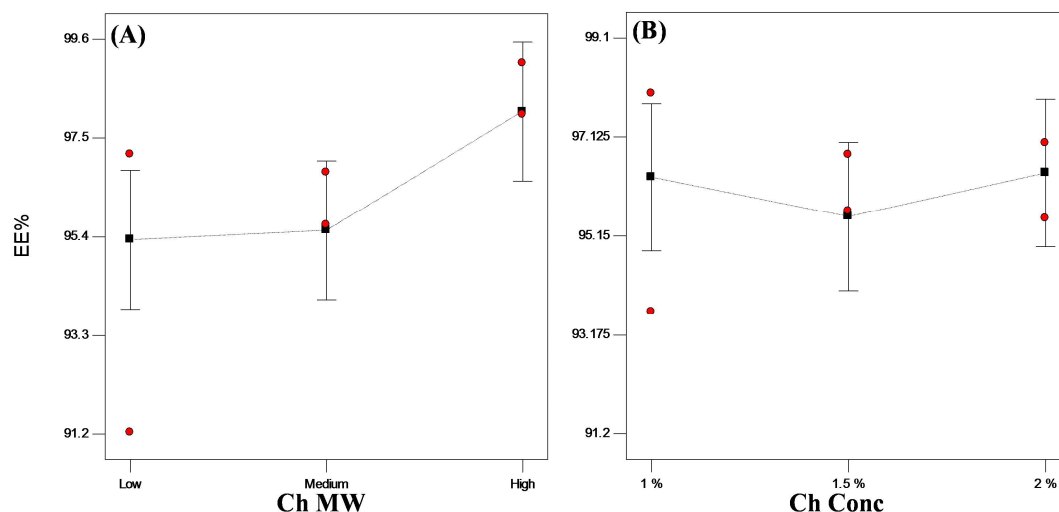 (A)
99.6
97.5
95.4
93.3
91.2
EE%
Low Medium High
Ch MW
(B)
99.1
97.125
95.15
93.175
91.2
1 % 1.5 % 2 %
Ch Conc